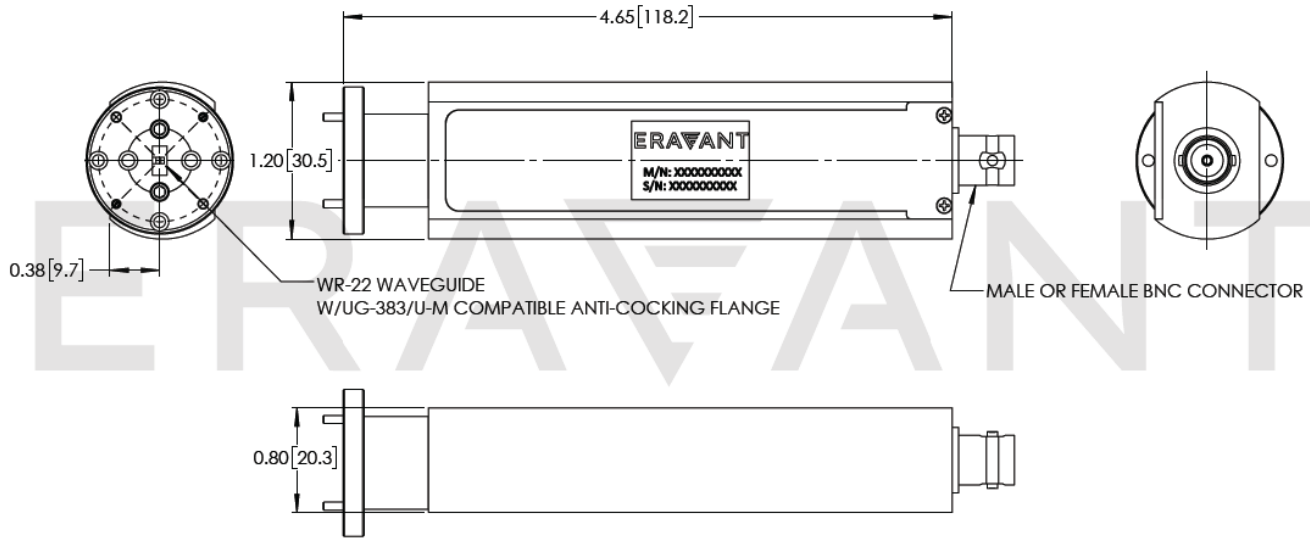 4.65[118.2]
1.20[30.5]
ERAVANT
M/N: XXXXXXXXXX
S/N: XXXXXXXXXX
0.38[9.7]
WR-22 WAVEGUIDE
W/UG-383/U-M COMPATIBLE ANTI-COCKING FLANGE
MALE OR FEMALE BNC CONNECTOR
ERAVANT
0.80[20.3]